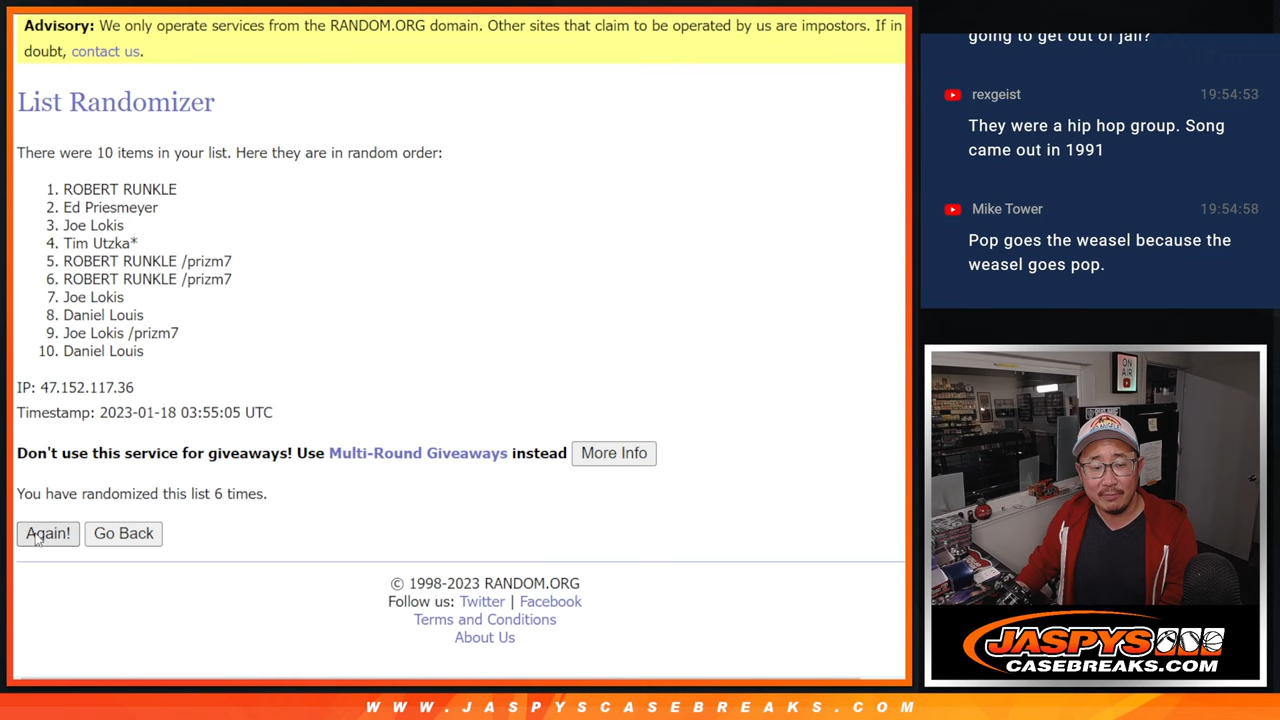 Advisory: We only operate services from the RANDOM.ORG domain. Other sites that claim to be operated by us are impostors. If in
doubt, contact us.
List Randomizer
There were 10 items in your list. Here they are in random order:
1. ROBERT RUNKLE
2. Ed Priesmeyer
3. Joe Lokis
4. Tim Utzka*
5. ROBERT RUNKLE /prizm7
6. ROBERT RUNKLE /prizm7
7. Joe Lokis
8. Daniel Louis
9. Joe Lokis /prizm7
10. Daniel Louis
IP: 47.152.117.36
Timestamp: 2023-01-18 03:55:05 UTC
Don't use this service for giveaways! Use Multi-Round Giveaways instead More Info
You have randomized this list 6 times.
Again! Go Back
© 1998-2023 RANDOM.ORG
Follow us: Twitter | Facebook
Terms and Conditions
About Us
going to get out of jail?
rexgeist 19:54:53
They were a hip hop group. Song
came out in 1991
Mike Tower 19:54:58
Pop goes the weasel because the
weasel goes pop.
ON
AIR
JASPYS
CASEBREAKS.COM
WWW.JASPYSCASEBREAKS.COM